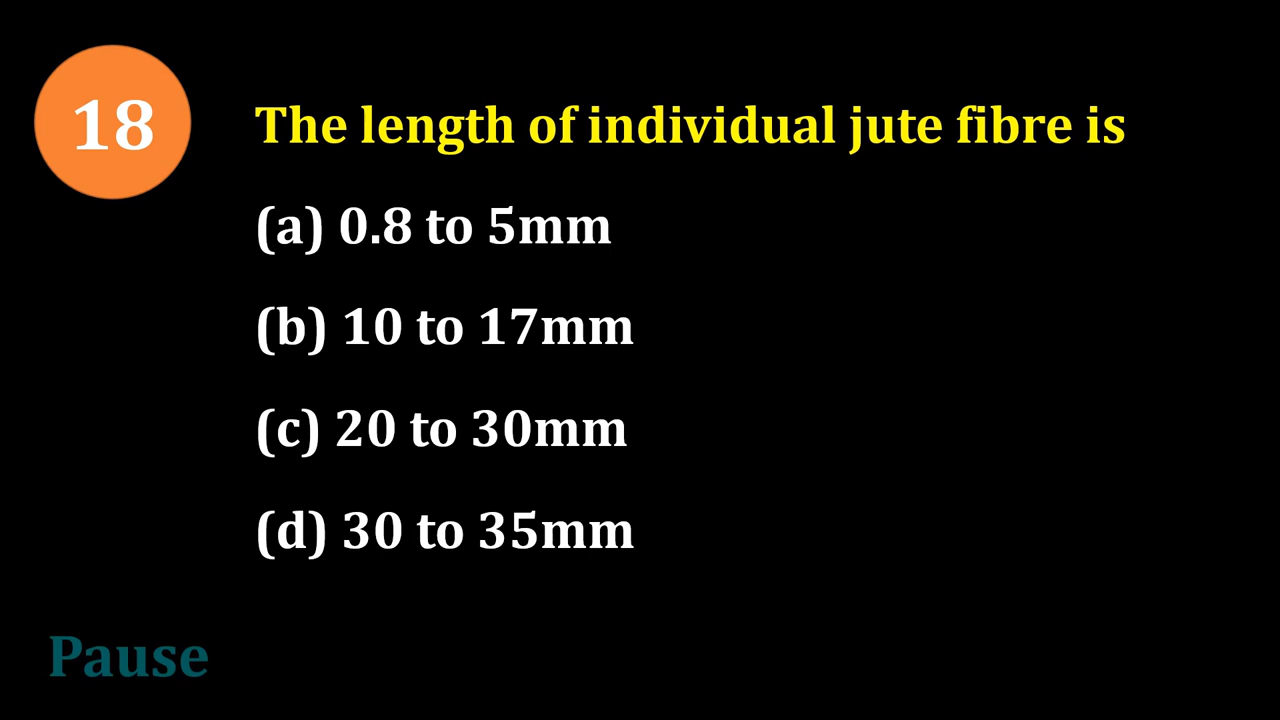 18
The length of individual jute fibre is
(a) 0.8 to 5mm
(b) 10 to 17mm
(c) 20 to 30mm
(d) 30 to 35mm
Pause